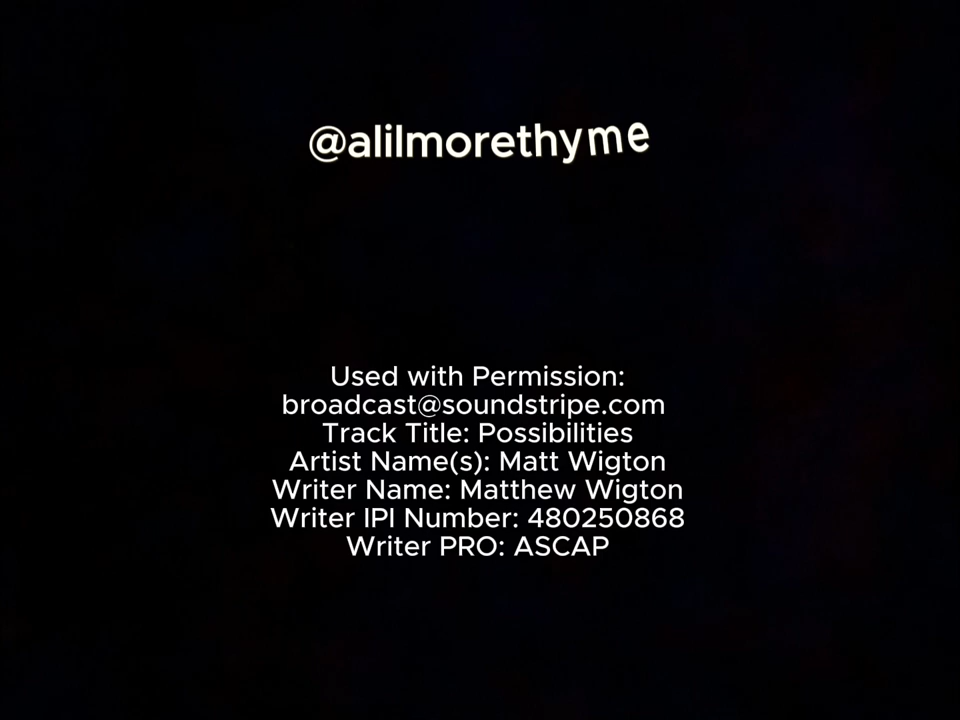 @alilmorethyme
Used with Permission:
broadcast@soundstripe.com
Track Title: Possibilities
Artist Name(s): Matt Wigton
Writer Name: Matthew Wigton
Writer IPI Number: 480250868
Writer PRO: ASCAP